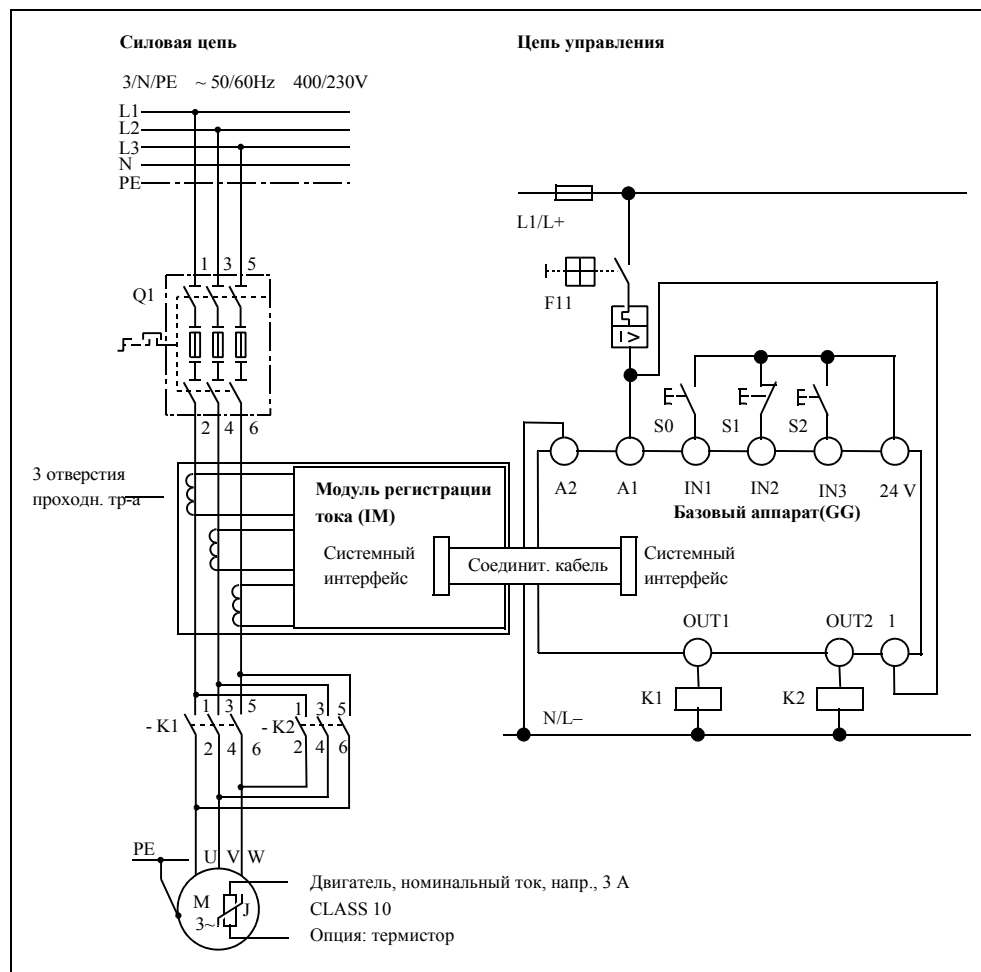 Силовая цепь
Цепь управления
3/N/PE ~ 50/60Hz 400/230V
L1
L2
L3
N
PE
L1/L+
1 3 5
Q1
F11
I >
2 4 6
S0 S1 S2
3 отверстия
проходн. тр-а
Модуль регистрации
тока (IM)
A2 A1 IN1 IN2 IN3 24 V
Базовый аппарат(GG)
Системный
интерфейс
Соединит. кабель
Системный
интерфейс
OUT1 OUT2 1
K1 K2
N/L–
1 3 5
- K1
2 4 6
1 3 5
- K2
2 4 6
PE
U V W
M
3~
J
Двигатель, номинальный ток, напр., 3 А
CLASS 10
Опция: термистор